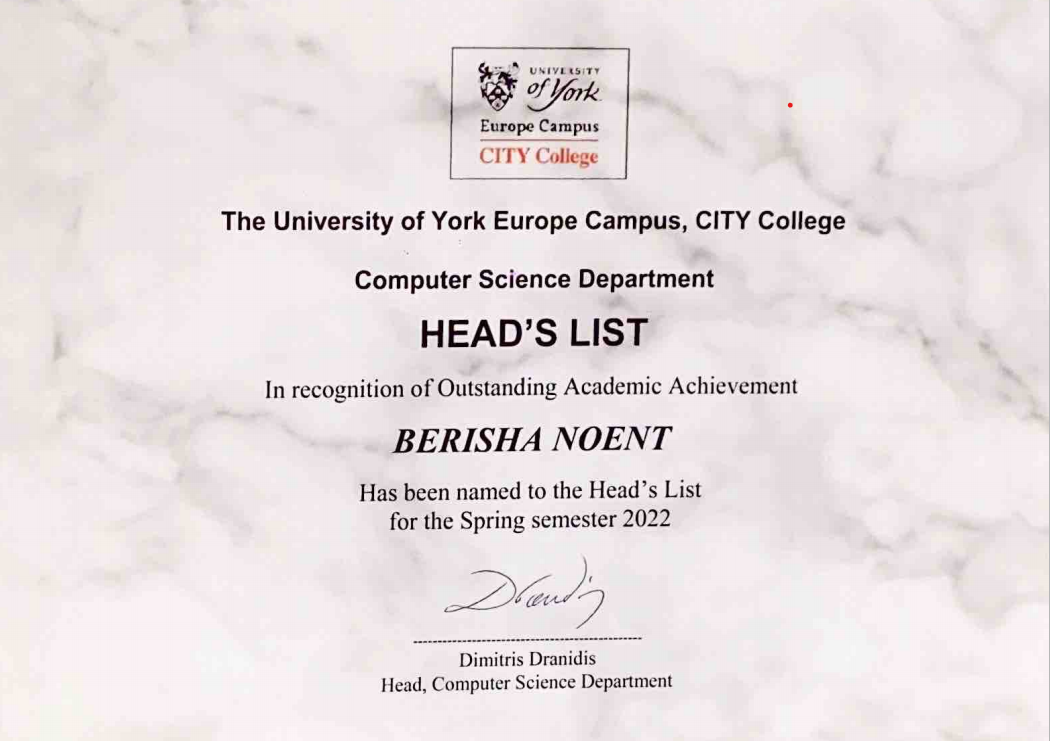 UNIVERSITY
of York
Europe Campus
CITY College
The University of York Europe Campus, CITY College
Computer Science Department
HEAD'S LIST
In recognition of Outstanding Academic Achievement
BERISHA NOENT
Has been named to the Head's List
for the Spring semester 2022
Dimitris Dranidis
Head, Computer Science Department